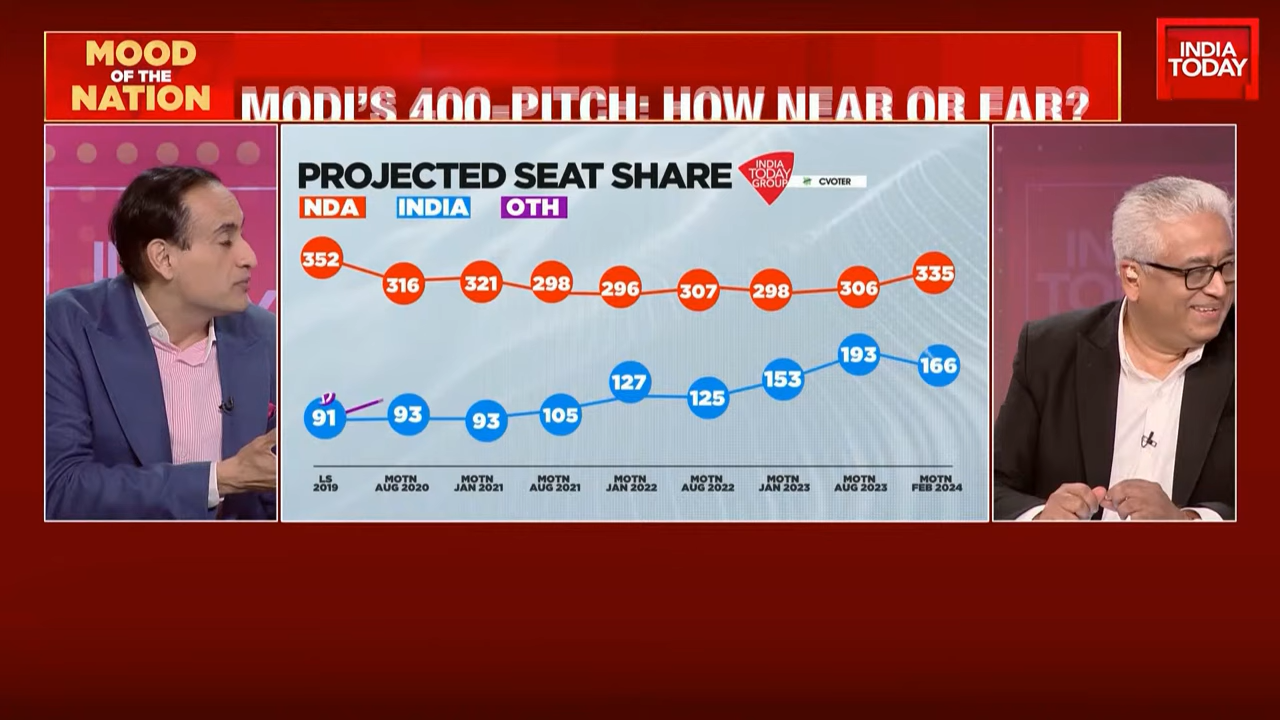 MOOD
OF THE
NATION
MODI'S 400-PITCH: HOW NEAR OR FAR?
INDIA
TODAY
PROJECTED SEAT SHARE
INDIA
TODAY
GROUP
CVOTER
NDA INDIA OTH
352 316 321 298 296 307 298 306 335
91 93 93 105 127 125 153 193 166
LS
2019
MOTN
AUG 2020
MOTN
JAN 2021
MOTN
AUG 2021
MOTN
JAN 2022
MOTN
AUG 2022
MOTN
JAN 2023
MOTN
AUG 2023
MOTN
FEB 2024
IN